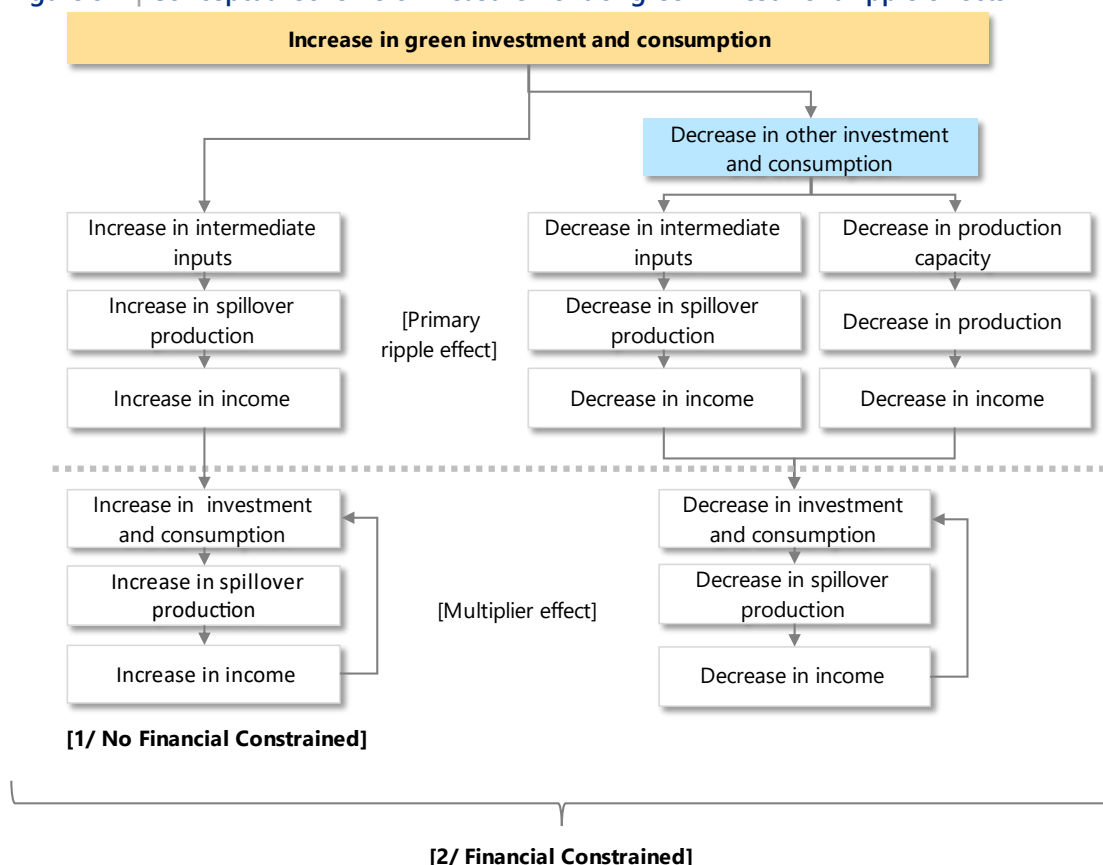 Increase in green investment and consumption
Decrease in other investment
and consumption
Increase in intermediate
inputs
Increase in spillover
production
Increase in income
[Primary
ripple effect]
Decrease in intermediate
inputs
Decrease in spillover
production
Decrease in income
Decrease in production
capacity
Decrease in production
Decrease in income
Increase in investment
and consumption
Increase in spillover
production
Increase in income
[Multiplier effect]
Decrease in investment
and consumption
Decrease in spillover
production
Decrease in income
[1/ No Financial Constrained]
[2/ Financial Constrained]